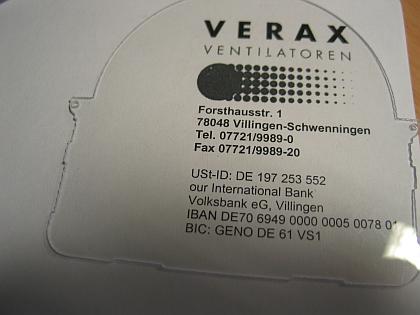 VERAX
VENTILATOREN
Forsthausstr. 1
78048 Villingen-Schwenningen
Tel. 07721/9989-0
Fax 07721/9989-20
USt-ID: DE 197 253 552
our International Bank
Volksbank eG, Villingen
IBAN DE70 6949 0000 0005 0078 01
BIC: GENO DE 61 VS1